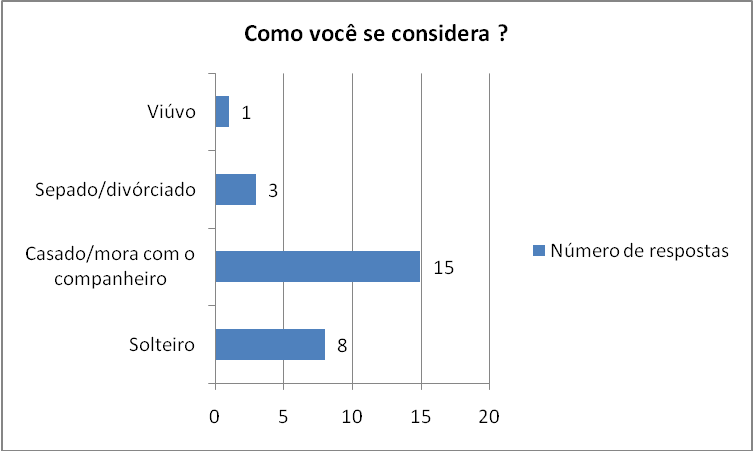 Como você se considera ?
Viúvo
1
Sepado/divórciado
3
Casado/mora com o
companheiro
15
Solteiro
8
Número de respostas
0 5 10 15 20